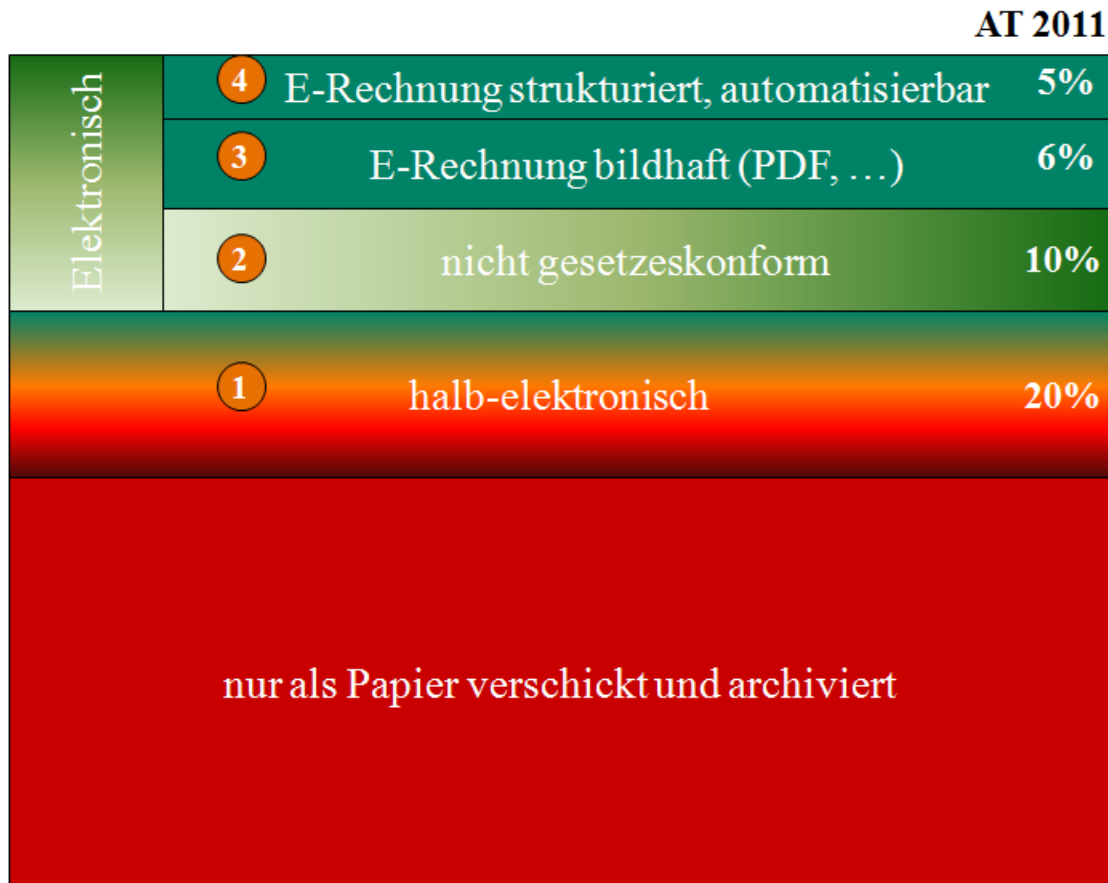 AT 2011
Elektronisch
4 E-Rechnung strukturiert, automatisierbar 5%
3 E-Rechnung bildhaft (PDF, …) 6%
2 nicht gesetzeskonform 10%
1 halb-elektronisch 20%
nur als Papier verschickt und archiviert